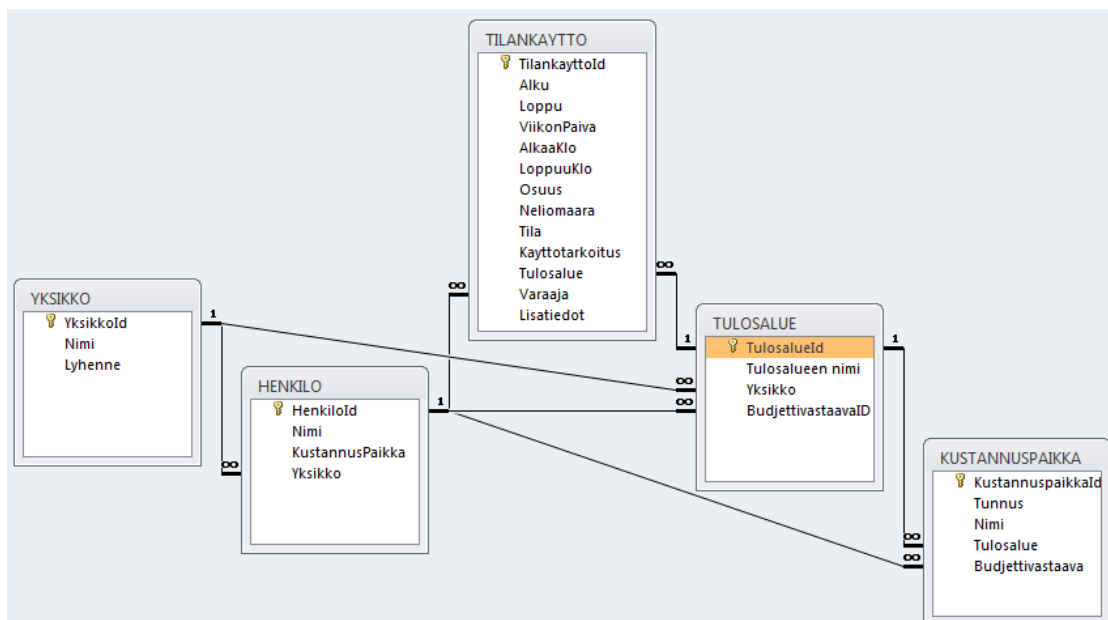 TILANKAYTTO
TilankayttoId
Alku
Loppu
ViikonPaiva
AlkaaKlo
LoppuuKlo
Osuus
Neliomaara
Tila
Kayttotarkoitus
Tulosalue
Varaaja
Lisatiedot
YKSIKKO
YksikkoId
Nimi
Lyhenne
HENKILO
HenkiloId
Nimi
KustannusPaikka
Yksikko
TULOSALUE
TulosalueId
Tulosalueen nimi
Yksikko
BudjettivastaavaID
KUSTANNUSPAIKKA
KustannuspaikkaId
Tunnus
Nimi
Tulosalue
Budjettivastaava
1
∞
∞
1
∞
∞
1
∞
∞
1
∞
∞